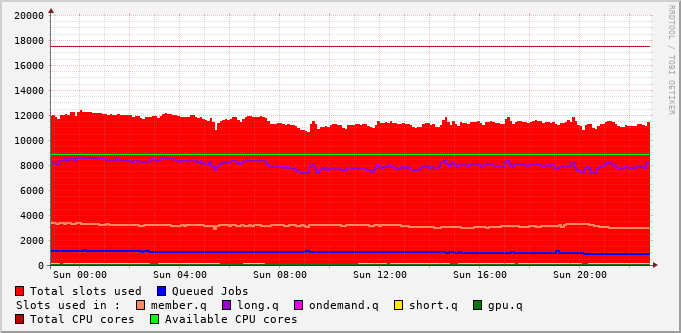 RRDTOOL / TOBI OETIKER
20000
18000
16000
14000
12000
10000
8000
6000
4000
2000
0
Sun 00:00 Sun 04:00 Sun 08:00 Sun 12:00 Sun 16:00 Sun 20:00
Total slots used Queued Jobs
Slots used in : member.q long.q ondemand.q short.q gpu.q
Total CPU cores Available CPU cores